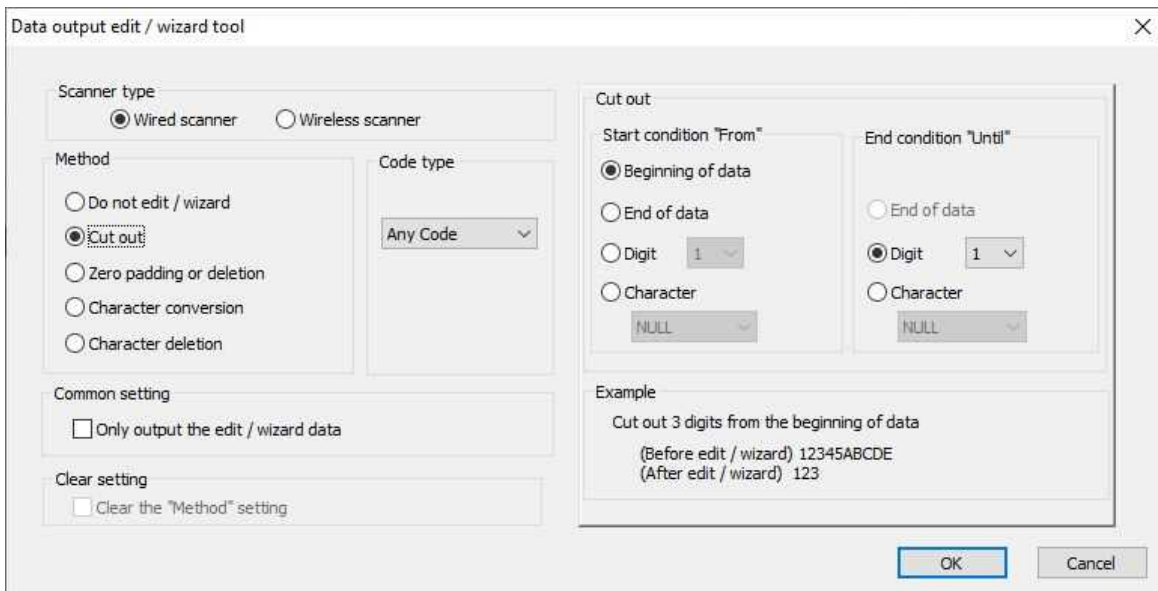 Data output edit / wizard tool
Scanner type
Wired scanner
Wireless scanner
Method
Do not edit / wizard
Cut out
Zero padding or deletion
Character conversion
Character deletion
Code type
Any Code
Common setting
Only output the edit / wizard data
Clear setting
Clear the "Method" setting
Cut out
Start condition "From"
Beginning of data
End of data
Digit 1
Character
NULL
End condition "Until"
End of data
Digit 1
Character
NULL
Example
Cut out 3 digits from the beginning of data
(Before edit / wizard) 12345ABCDE
(After edit / wizard) 123
OK
Cancel